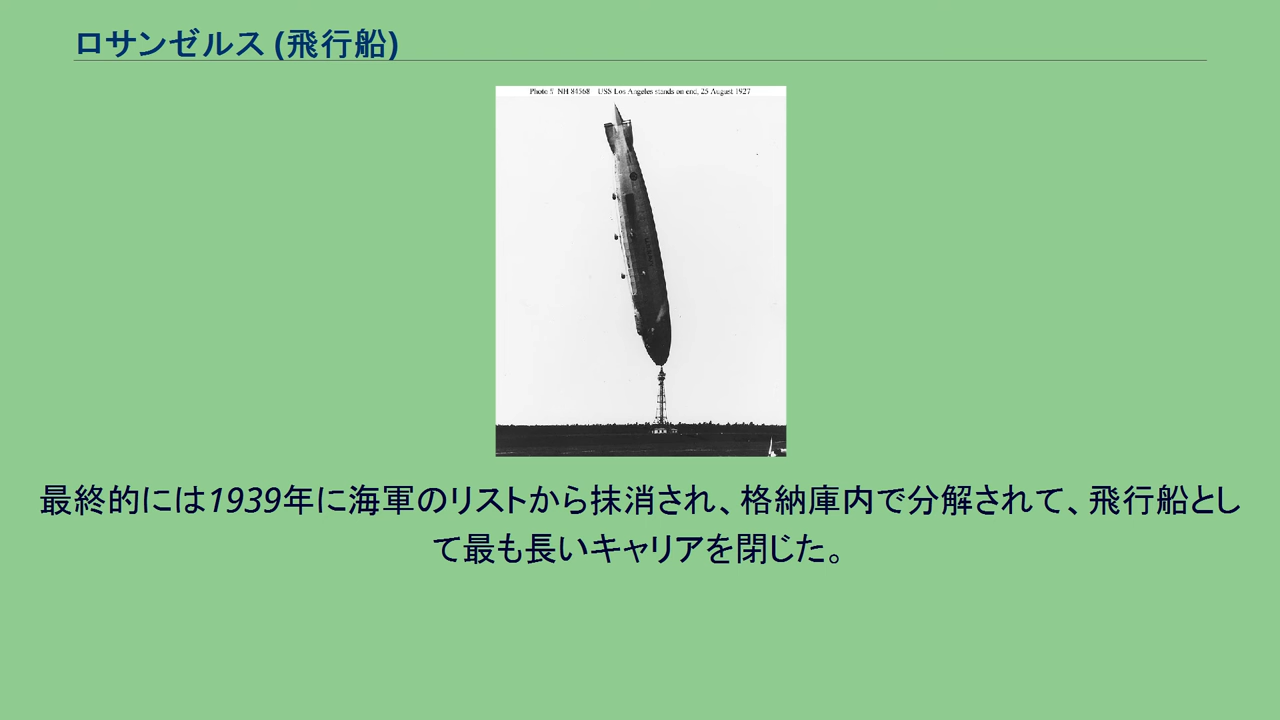 ロサンゼルス (飛行船)
Photo # NH 84568 USS Los Angeles stands on end, 25 August 1927
最終的には1939年に海軍のリストから抹消され、格納庫内で分解されて、飛行船とし
て最も長いキャリアを閉じた。